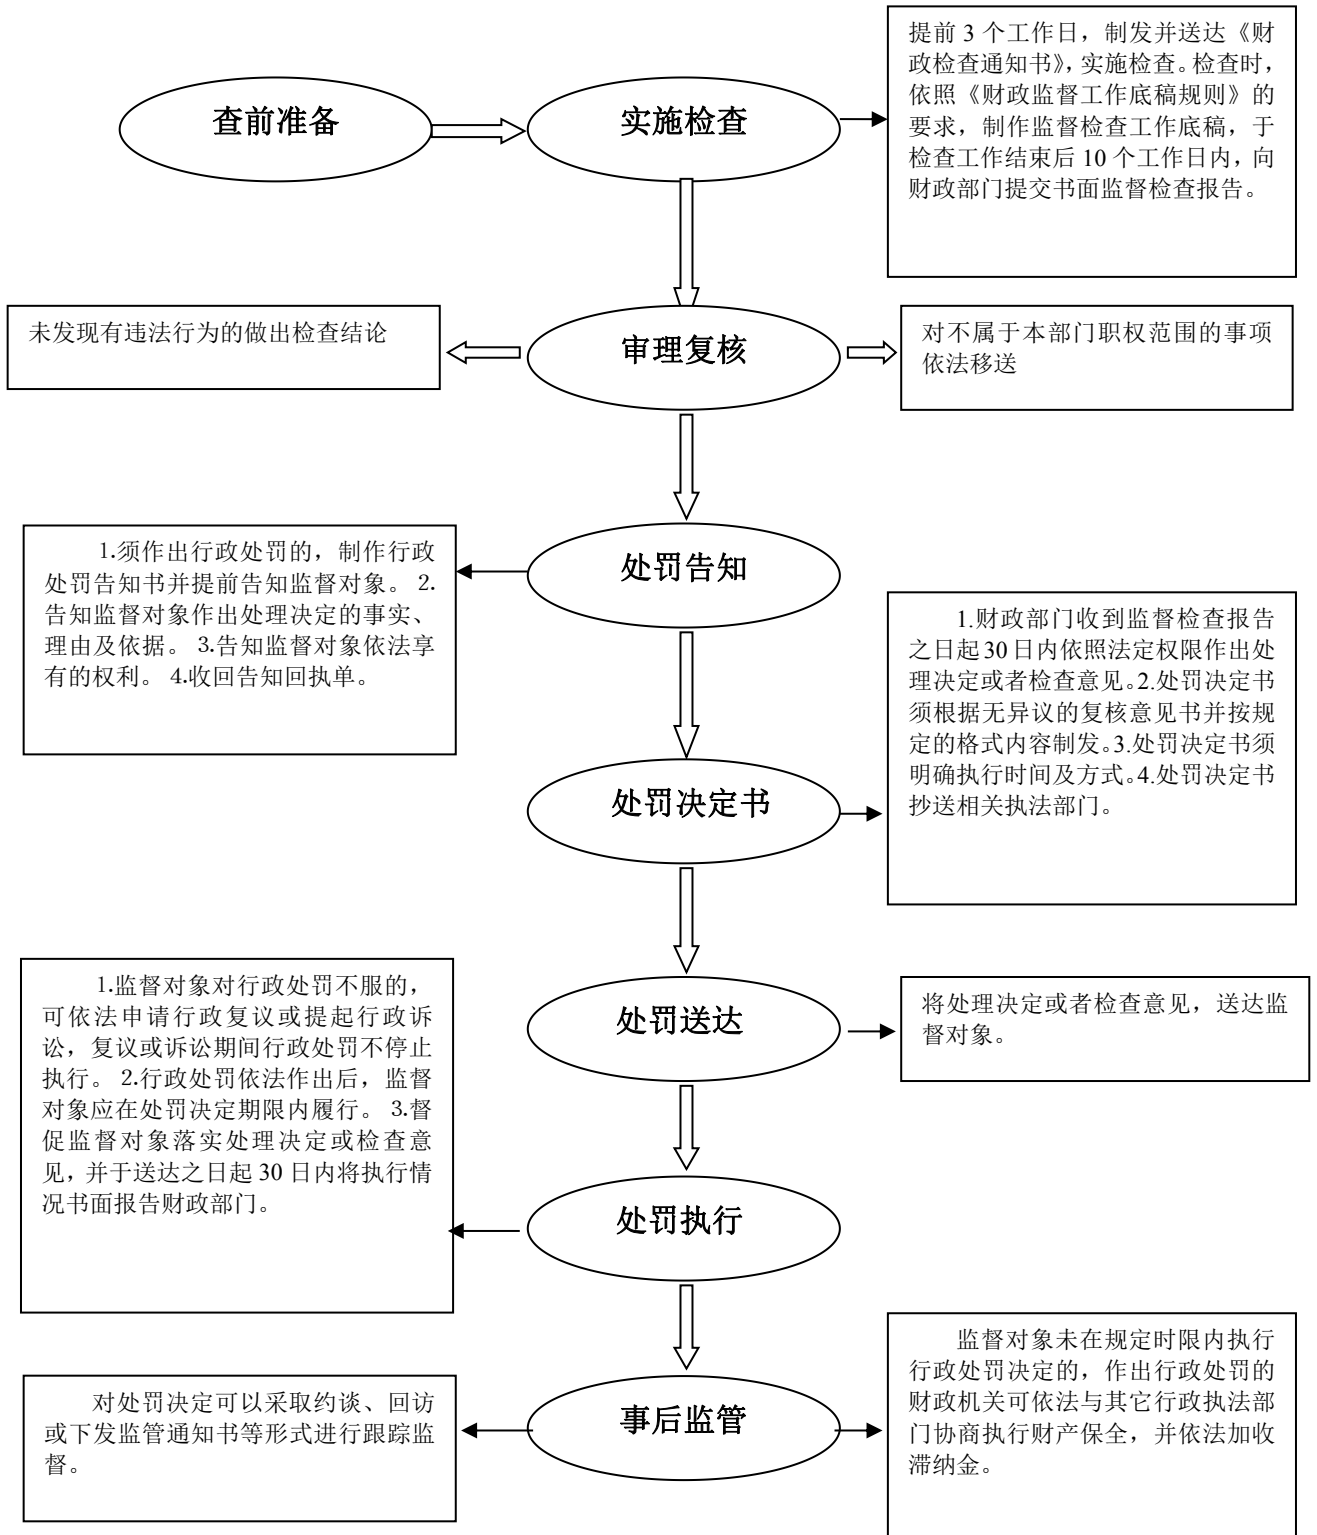 查前准备
实施检查
提前 3 个工作日，制发并送达《财
政检查通知书》，实施检查。检查时，
依照《财政监督工作底稿规则》的
要求，制作监督检查工作底稿，于
检查工作结束后 10 个工作日内，向
财政部门提交书面监督检查报告。
未发现有违法行为的做出检查结论
审理复核
对不属于本部门职权范围的事项
依法移送
1.须作出行政处罚的，制作行政
处罚告知书并提前告知监督对象。 2.
告知监督对象作出处理决定的事实、
理由及依据。 3.告知监督对象依法享
有的权利。 4.收回告知回执单。
处罚告知
1.财政部门收到监督检查报告
之日起 30 日内依照法定权限作出处
理决定或者检查意见。2.处罚决定书
须根据无异议的复核意见书并按规
定的格式内容制发。3.处罚决定书须
明确执行时间及方式。4.处罚决定书
抄送相关执法部门。
处罚决定书
1.监督对象对行政处罚不服的，
可依法申请行政复议或提起行政诉
讼，复议或诉讼期间行政处罚不停止
执行。 2.行政处罚依法作出后，监督
对象应在处罚决定期限内履行。 3.督
促监督对象落实处理决定或检查意
见，并于送达之日起 30 日内将执行情
况书面报告财政部门。
处罚送达
将处理决定或者检查意见，送达监
督对象。
处罚执行
对处罚决定可以采取约谈、回访
或下发监管通知书等形式进行跟踪监
督。
事后监管
监督对象未在规定时限内执行
行政处罚决定的，作出行政处罚的
财政机关可依法与其它行政执法部
门协商执行财产保全，并依法加收
滞纳金。